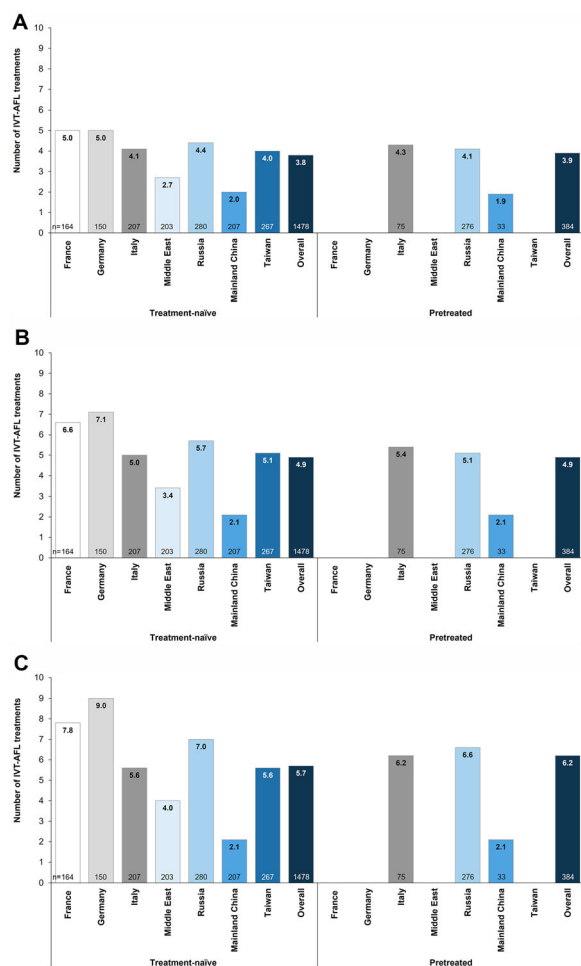 A
Number of IVT-AFL treatments
10
9
8
7
6
5
4
3
2
1
0
5.0 5.0 4.1 2.7 4.4 2.0 4.0 3.8 4.3 4.1 1.9 3.9
n=164 150 207 203 280 207 267 1478 75 276 33 384
France Germany Italy Middle East Russia Mainland China Taiwan Overall France Germany Italy Middle East Russia Mainland China Taiwan Overall
Treatment-naïve Pretreated
B
Number of IVT-AFL treatments
10
9
8
7
6
5
4
3
2
1
0
6.6 7.1 5.0 3.4 5.7 2.1 5.1 4.9 5.4 5.1 2.1 4.9
n=164 150 207 203 280 207 267 1478 75 276 33 384
France Germany Italy Middle East Russia Mainland China Taiwan Overall France Germany Italy Middle East Russia Mainland China Taiwan Overall
Treatment-naïve Pretreated
C
Number of IVT-AFL treatments
10
9
8
7
6
5
4
3
2
1
0
7.8 9.0 5.6 4.0 7.0 2.1 5.6 5.7 6.2 6.6 2.1 6.2
n=164 150 207 203 280 207 267 1478 75 276 33 384
France Germany Italy Middle East Russia Mainland China Taiwan Overall France Germany Italy Middle East Russia Mainland China Taiwan Overall
Treatment-naïve Pretreated